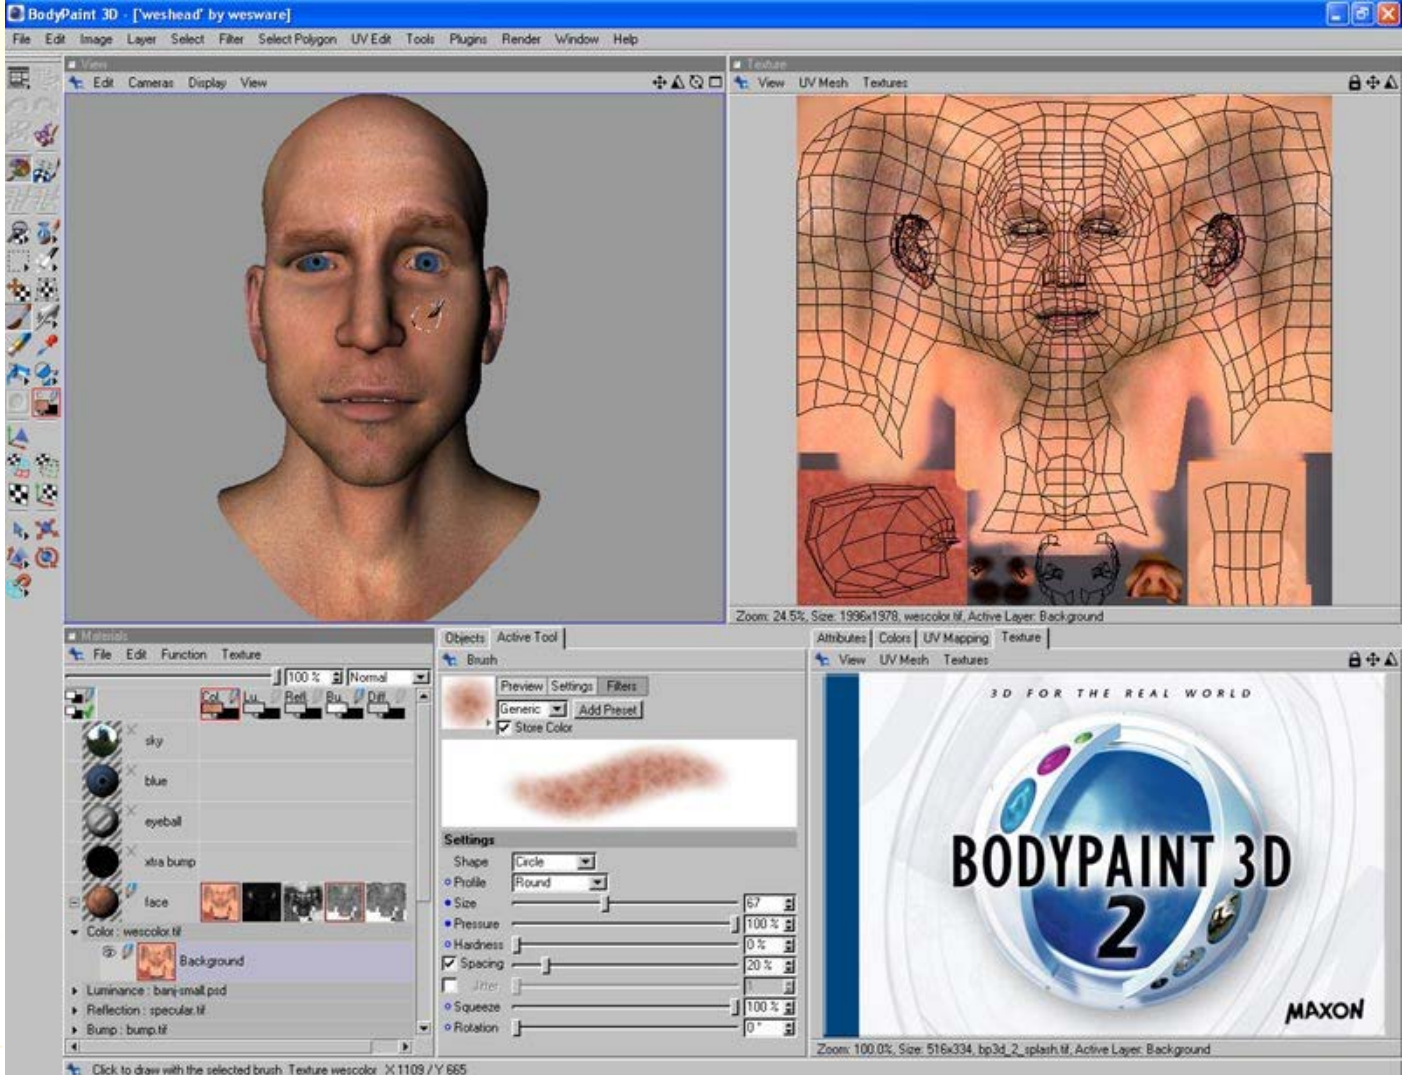 BodyPaint 3D - ['weshead' by wesware]
File Edit Image Layer Select Filter Select Polygon UV Edit Tools Plugins Render Window Help
View
Edit Cameras Display View
Texture
View UV Mesh Textures
Zoom: 24.5%, Size: 1996x1978, wescolor.tif, Active Layer: Background
Materials
File Edit Function Texture
100 % Normal
Col.. Lu.. Refl.. Bu.. Diff..
sky
blue
eyeball
xtra bump
face
Color : wescolor.tif
Background
Luminance : banj-small.psd
Reflection : specular.tif
Bump : bump.tif
Objects Active Tool
Brush
Preview Settings Filters
Generic Add Preset
Store Color
Settings
Shape Circle
Profile Round
Size 67
Pressure 100 %
Hardness 0 %
Spacing 20 %
Jitter 1
Squeeze 100 %
Rotation 0 °
Attributes Colors UV Mapping Texture
View UV Mesh Textures
3D FOR THE REAL WORLD
BODYPAINT 3D
2
MAXON
Zoom: 100.0%, Size: 516x334, bp3d_2_splash.tif, Active Layer: Background
Click to draw with the selected brush. Texture wescolor X 1109 / Y 665